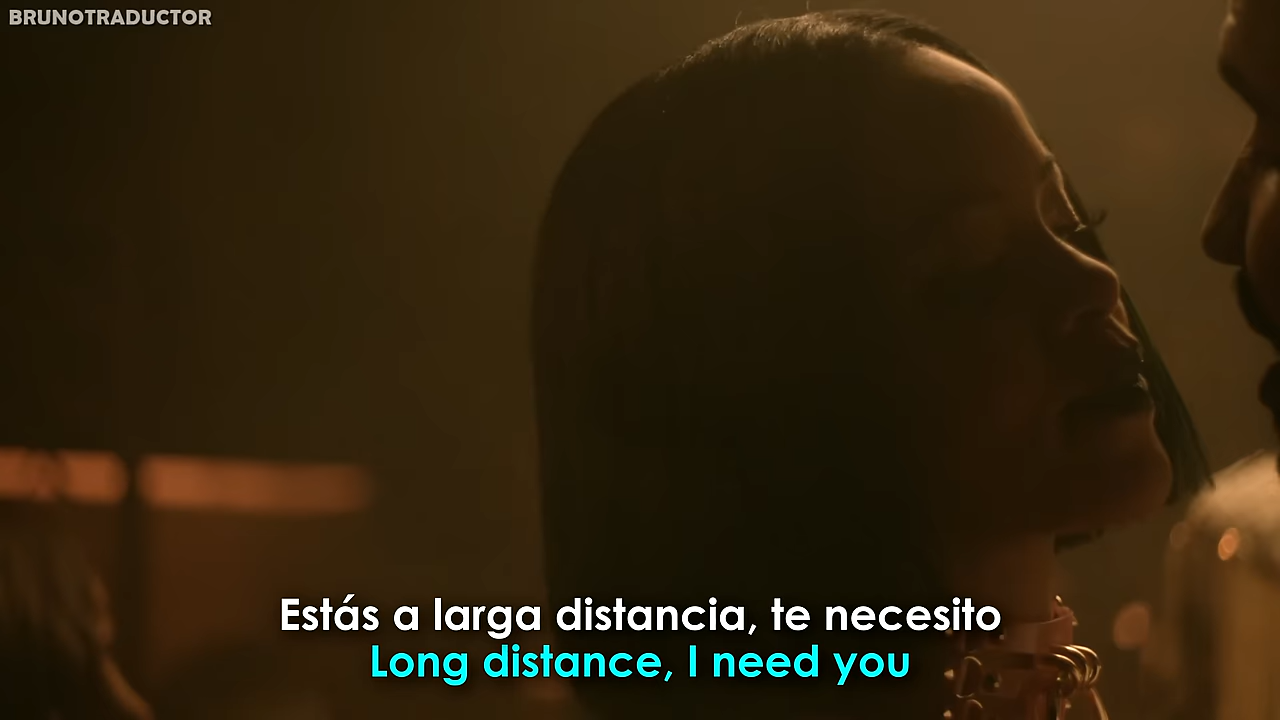 BRUNOTRADUCTOR
Estás a larga distancia, te necesito
Long distance, I need you